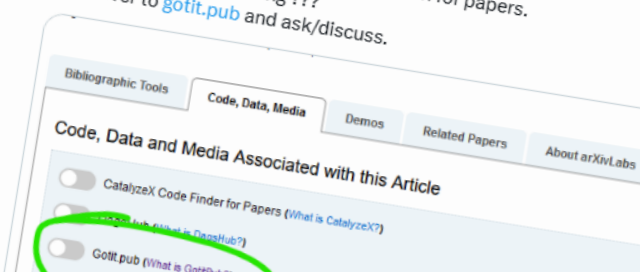 for papers.
to gotit.pub and ask/discuss.
Bibliographic Tools
Code, Data, Media
Demos
Related Papers
About arXivLabs
Code, Data and Media Associated with this Article
CatalyzeX Code Finder for Papers (What is CatalyzeX?)
(What is DagsHub?)
Gotit.pub (What is